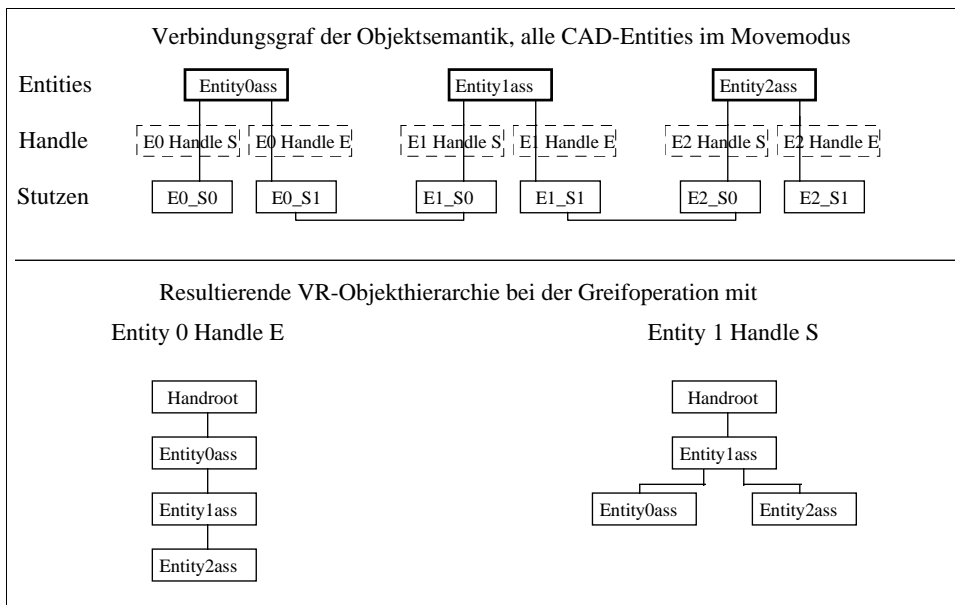 Verbindungsgraf der Objektsemantik, alle CAD-Entities im Movemodus
Entities Entity0ass Entity1ass Entity2ass
Handle E0 Handle S E0 Handle E E1 Handle S E1 Handle E E2 Handle S E2 Handle E
Stutzen E0_S0 E0_S1 E1_S0 E1_S1 E2_S0 E2_S1
Resultierende VR-Objekthierarchie bei der Greifoperation mit
Entity 0 Handle E Entity 1 Handle S
Handroot Handroot
Entity0ass Entity1ass
Entity1ass Entity0ass Entity2ass
Entity2ass